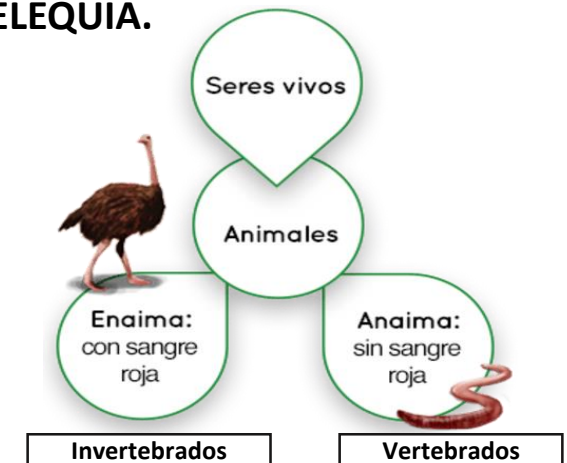 ELEQUIA.
Seres vivos
Animales
Enaima:
con sangre
roja
Anaima:
sin sangre
roja
Invertebrados
Vertebrados